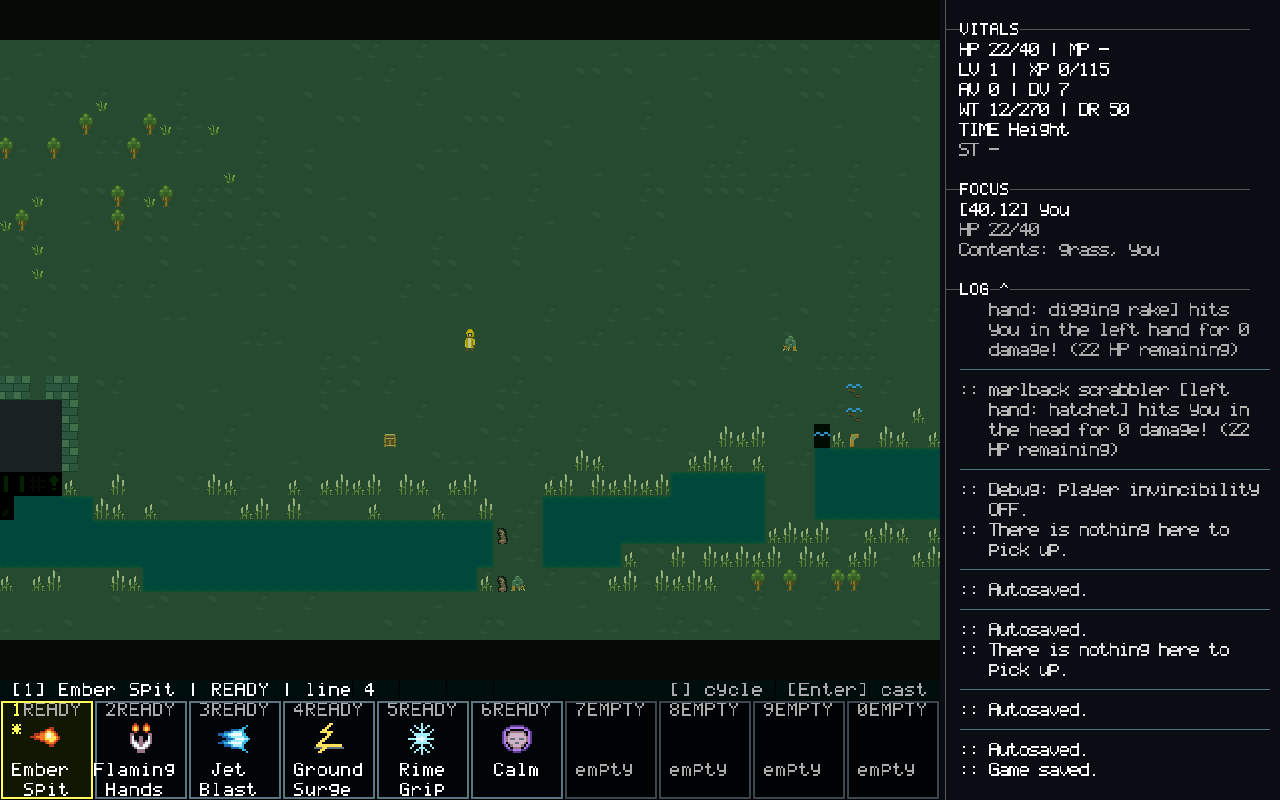 VITALS
HP 22/40 | MP -
LV 1 | XP 0/115
AV 0 | DV 7
WT 12/270 | DR 50
TIME Height
ST -
FOCUS
[40,12] You
HP 22/40
Contents: grass, You
LOG ^
hand: digging rake] hits
you in the left hand for 0
damage! (22 HP remaining)
:: marlback scrabbler [left
hand: hatchet] hits you in
the head for 0 damage! (22
HP remaining)
:: Debug: Player invincibility
OFF.
:: There is nothing here to
Pick up.
:: Autosaved.
:: Autosaved.
:: There is nothing here to
Pick up.
:: Autosaved.
:: Autosaved.
:: Game saved.
[1] Ember Spit | READY | line 4
[] cycle [Enter] cast
1READY 2READY 3READY 4READY 5READY 6READY 7EMPTY 8EMPTY 9EMPTY 0EMPTY
*
Ember Flaming Jet Ground Rime Calm empty empty empty empty
Spit Hands Blast Surge Grip